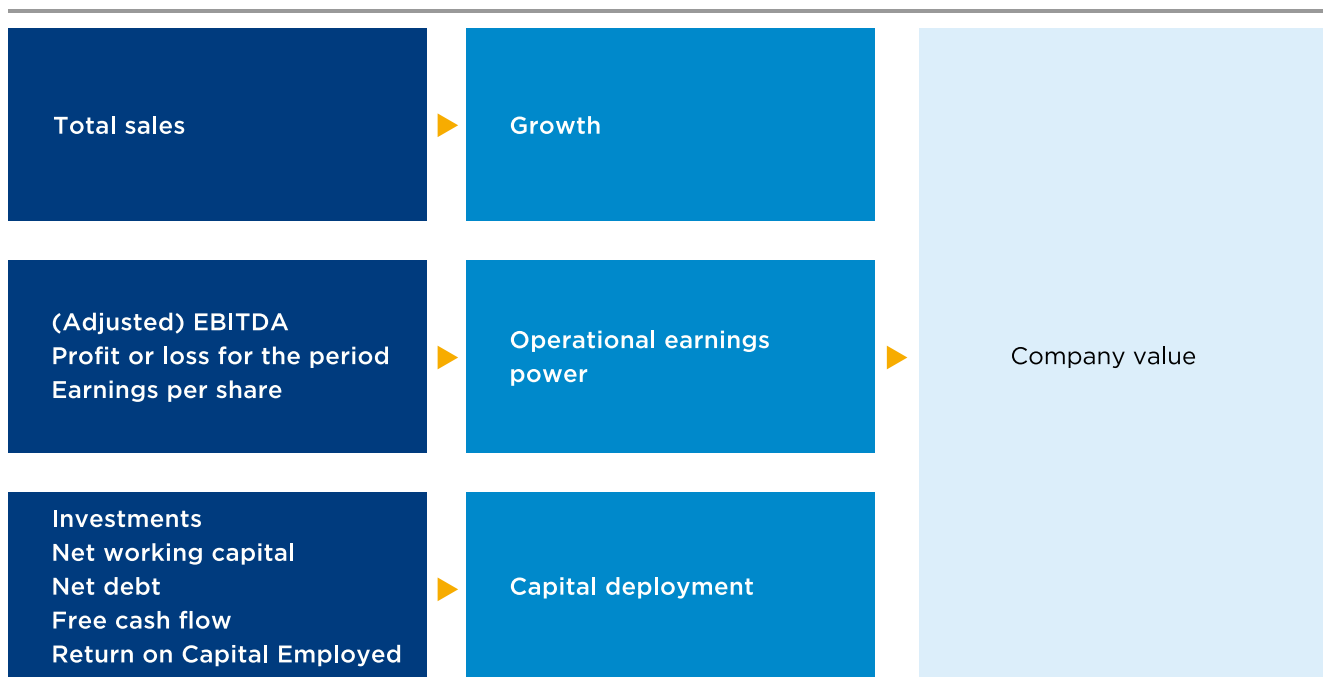 Total sales
Growth
(Adjusted) EBITDA
Profit or loss for the period
Earnings per share
Operational earnings
power
Company value
Investments
Net working capital
Net debt
Free cash flow
Return on Capital Employed
Capital deployment